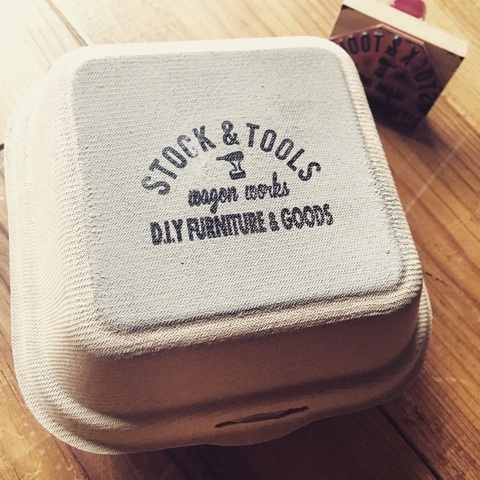 STOCK & TOOLS
wagon works
D.I.Y FURNITURE & GOODS